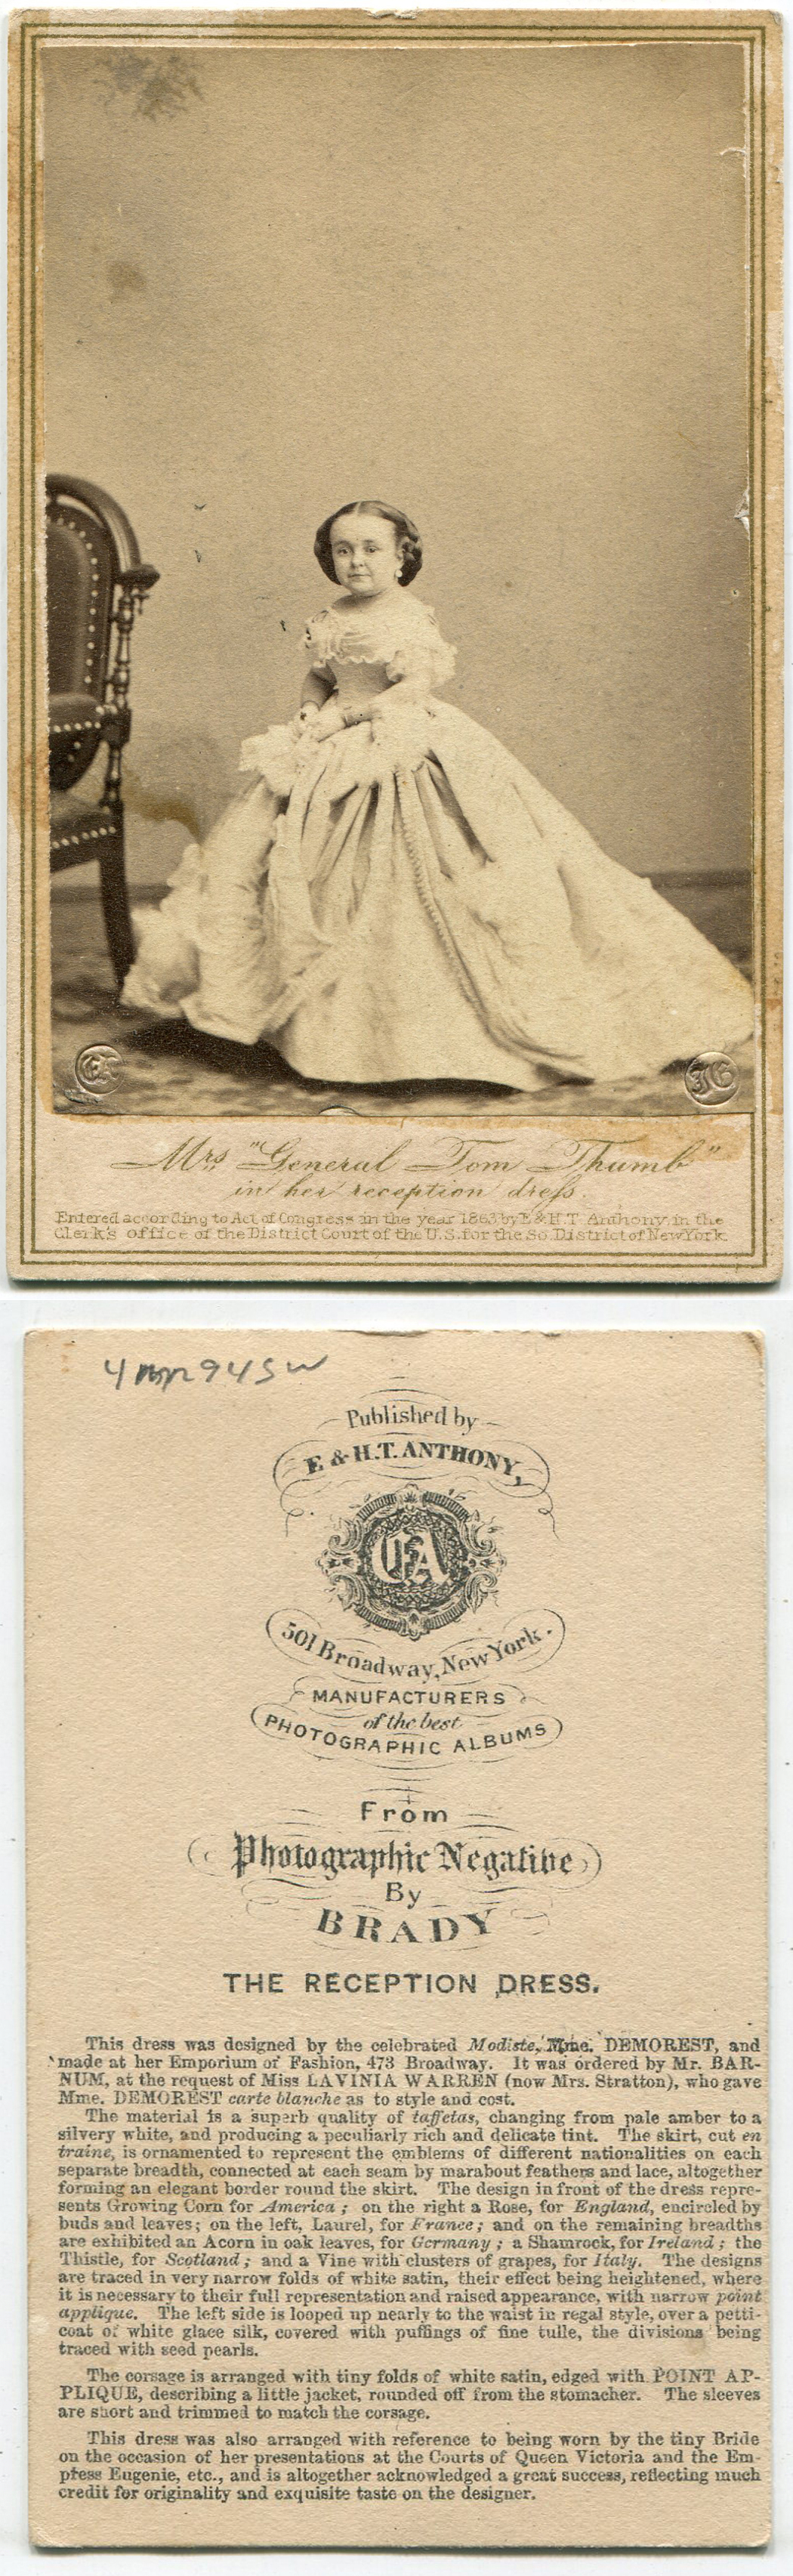 EA
JG
Mrs "General Tom Thumb"
in her reception dress.
Entered according to Act of Congress in the year 1863 by E & H.T. Anthony, in the
Clerk's office of the District Court of the U.S. for the So. District of New York.
Published by
E & H.T. ANTHONY,
EA
501 Broadway, New York.
MANUFACTURERS
of the best
PHOTOGRAPHIC ALBUMS
From
Photographic Negative
By
BRADY
THE RECEPTION DRESS.
This dress was designed by the celebrated Modiste, Mme. DEMOREST, and
made at her Emporium of Fashion, 473 Broadway. It was ordered by Mr. BAR-
NUM, at the request of Miss LAVINIA WARREN (now Mrs. Stratton), who gave
Mme. DEMOREST carte blanche as to style and cost.
The material is a superb quality of taffetas, changing from pale amber to a
silvery white, and producing a peculiarly rich and delicate tint. The skirt, cut en
traine, is ornamented to represent the emblems of different nationalities on each
separate breadth, connected at each seam by marabout feathers and lace, altogether
forming an elegant border round the skirt. The design in front of the dress repre-
sents Growing Corn for America; on the right a Rose, for England, encircled by
buds and leaves; on the left, Laurel, for France; and on the remaining breadths
are exhibited an Acorn in oak leaves, for Germany; a Shamrock, for Ireland; the
Thistle, for Scotland; and a Vine with clusters of grapes, for Italy. The designs
are traced in very narrow folds of white satin, their effect being heightened, where
it is necessary to their full representation and raised appearance, with narrow point
applique. The left side is looped up nearly to the waist in regal style, over a petti-
coat of white glace silk, covered with puffings of fine tulle, the divisions being
traced with seed pearls.
The corsage is arranged with tiny folds of white satin, edged with POINT AP-
PLIQUE, describing a little jacket, rounded off from the stomacher. The sleeves
are short and trimmed to match the corsage.
This dress was also arranged with reference to being worn by the tiny Bride
on the occasion of her presentations at the Courts of Queen Victoria and the Em-
press Eugenie, etc., and is altogether acknowledged a great success, reflecting much
credit for originality and exquisite taste on the designer.